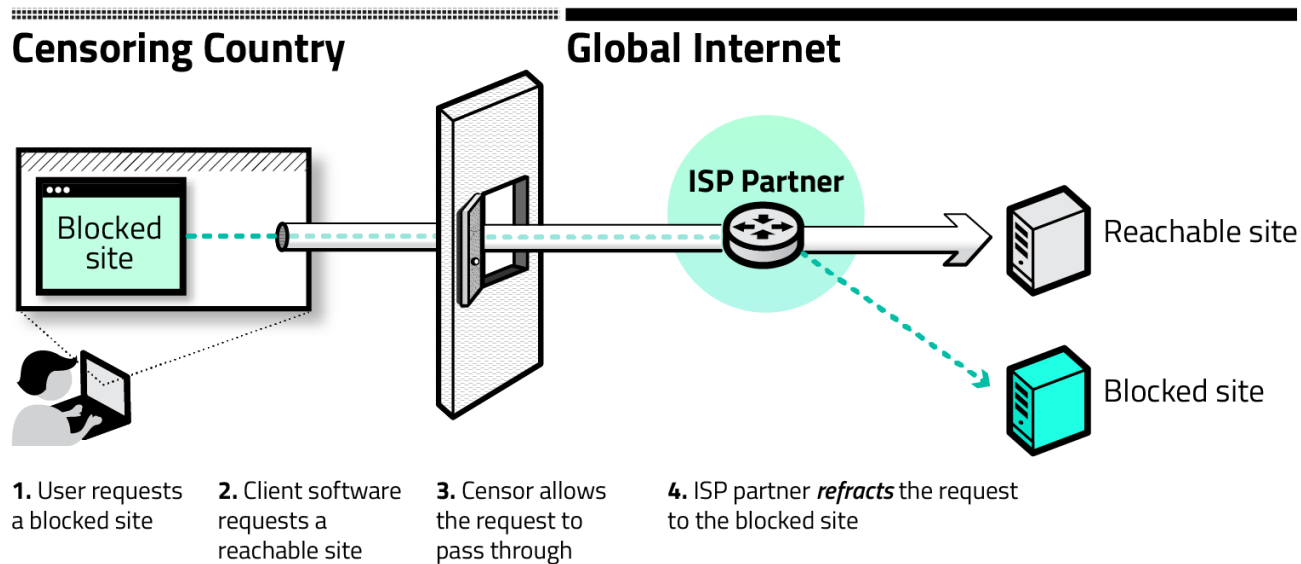 Censoring Country
Global Internet
Blocked
site
ISP Partner
Reachable site
Blocked site
1. User requests
a blocked site
2. Client software
requests a
reachable site
3. Censor allows
the request to
pass through
4. ISP partner refracts the request
to the blocked site